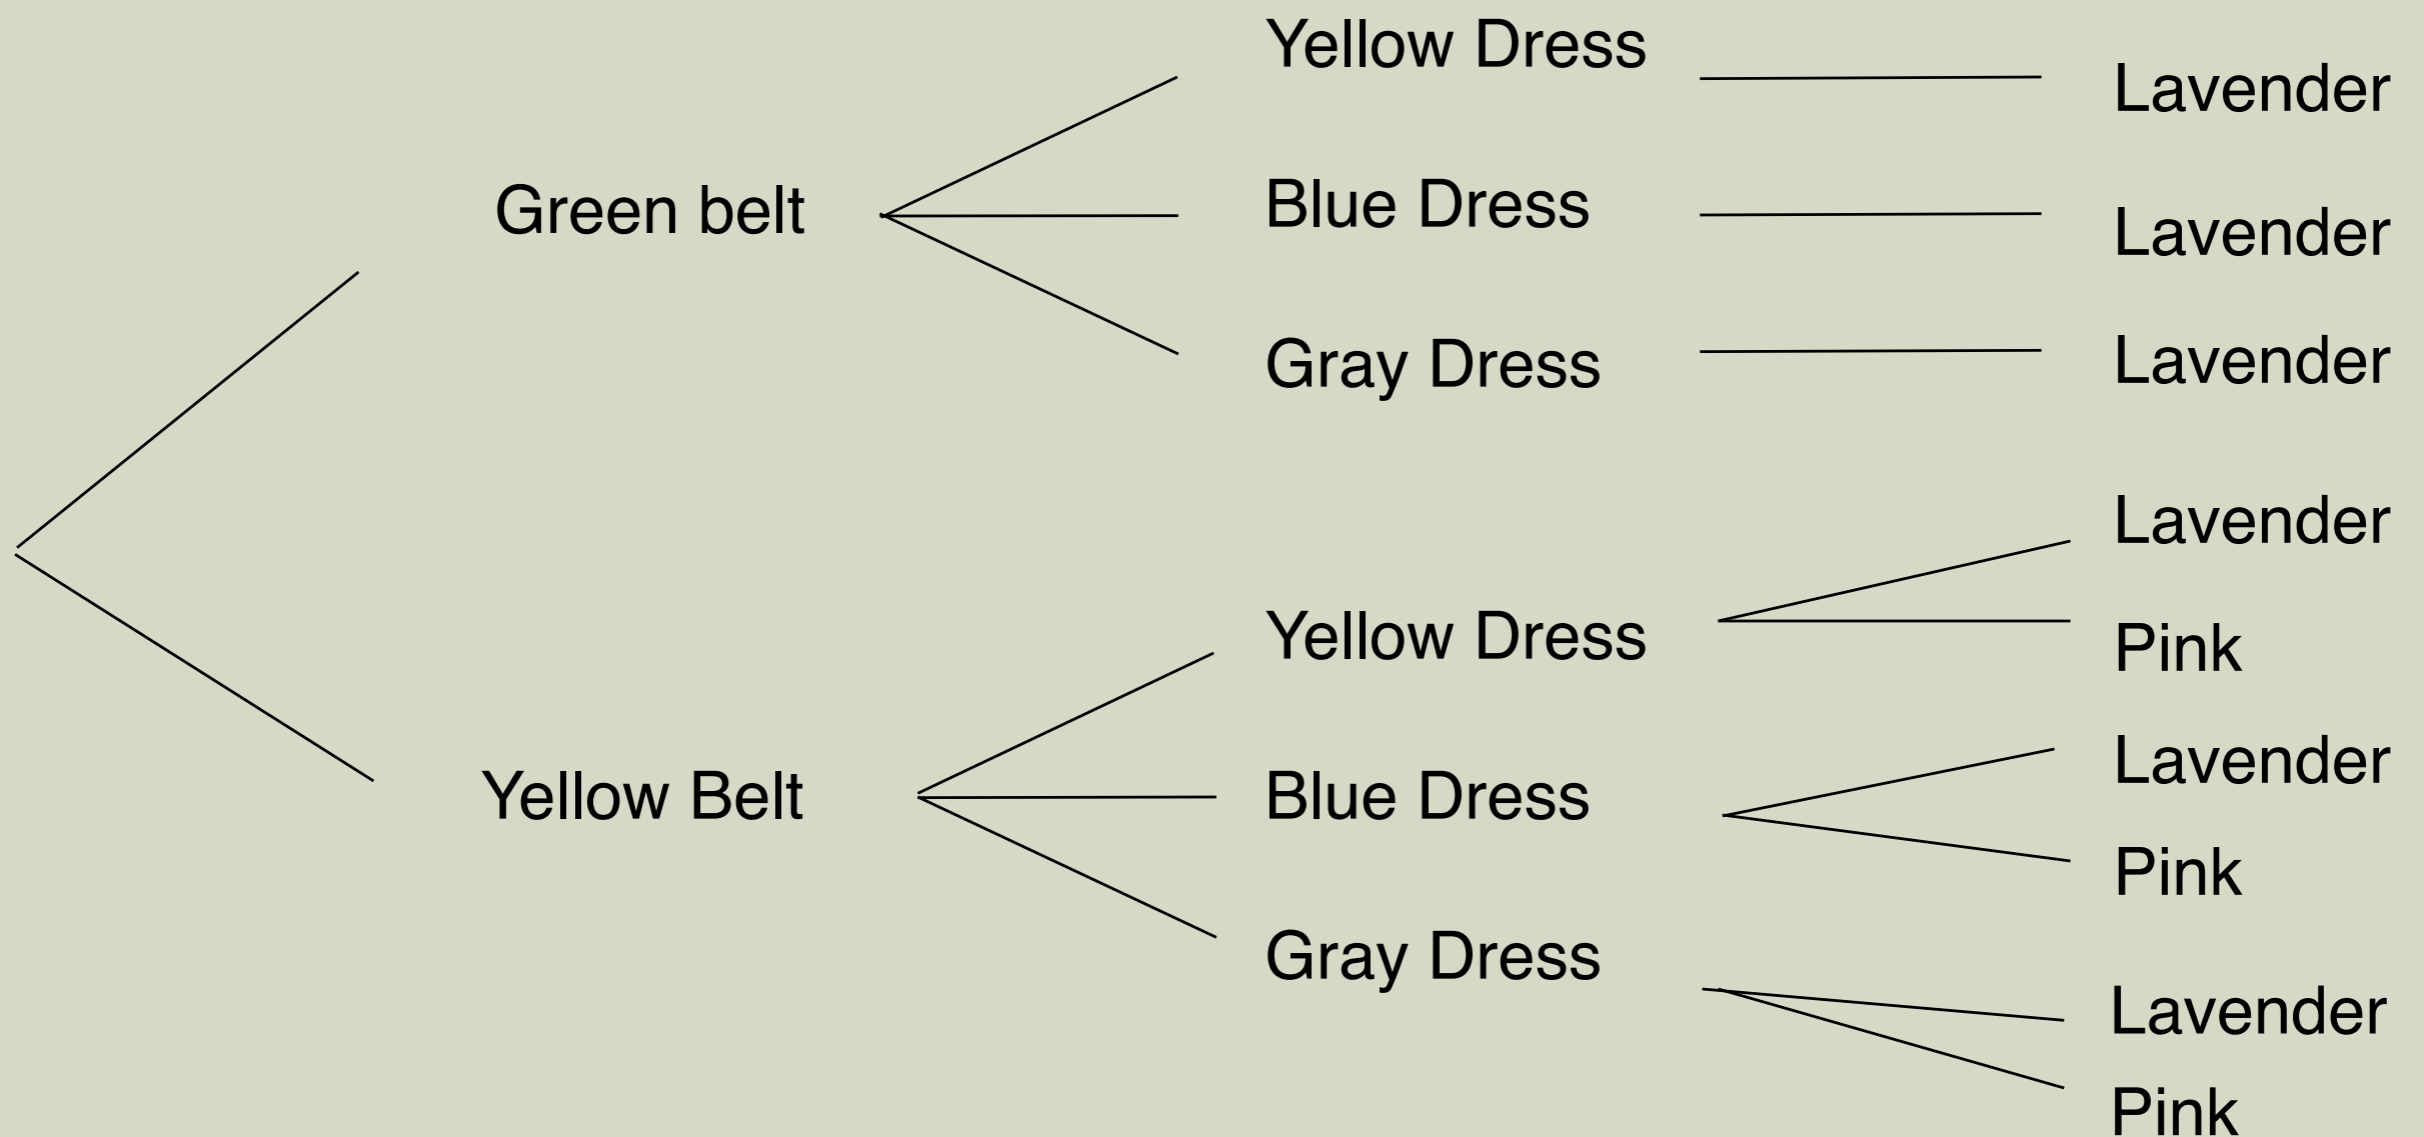 Yellow Dress
Lavender
Green belt
Blue Dress
Lavender
Gray Dress
Lavender
Lavender
Yellow Dress
Pink
Yellow Belt
Blue Dress
Lavender
Pink
Gray Dress
Lavender
Pink